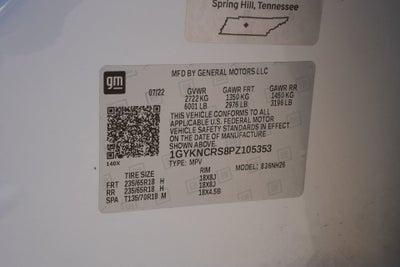 Spring Hill, Tennessee
gm
MFD BY GENERAL MOTORS LLC
07/22 GVWR GAWR FRT GAWR RR
2722 KG 1350 KG 1450 KG
6001 LB 2976 LB 3196 LB
THIS VEHICLE CONFORMS TO ALL
APPLICABLE U.S. FEDERAL MOTOR
VEHICLE SAFETY STANDARDS IN EFFECT
ON THE DATE OF MANUFACTURE
SHOWN ABOVE.
1GYKNCRS8PZ105353
140X
TYPE: MPV MODEL: 836NH26
TIRE SIZE RIM
FRT 235/65R18 H 18X8J
RR 235/65R18 H 18X8J
SPA T135/70R18 M 18X4.5B